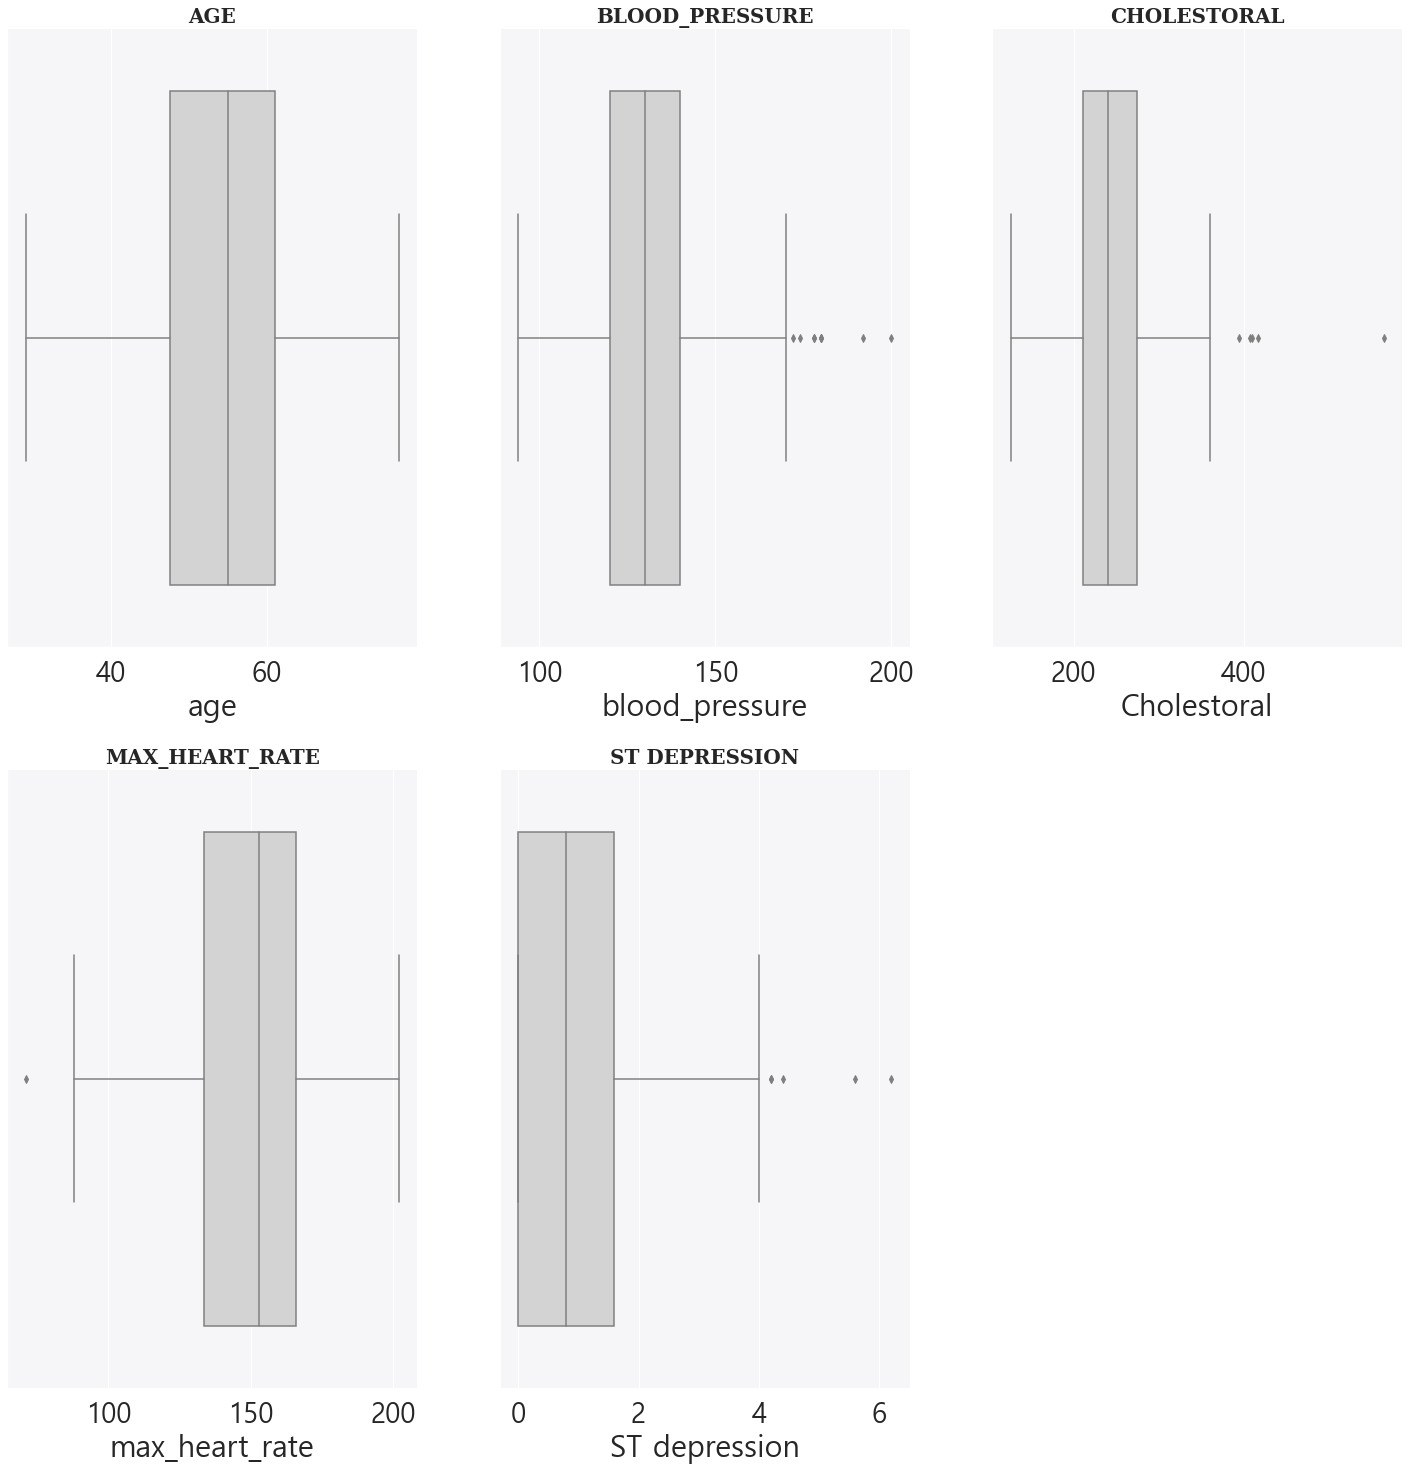 AGE
BLOOD_PRESSURE
CHOLESTORAL
40 60
100 150 200
200 400
age
blood_pressure
Cholestoral
MAX_HEART_RATE
ST DEPRESSION
100 150 200
0 2 4 6
max_heart_rate
ST depression